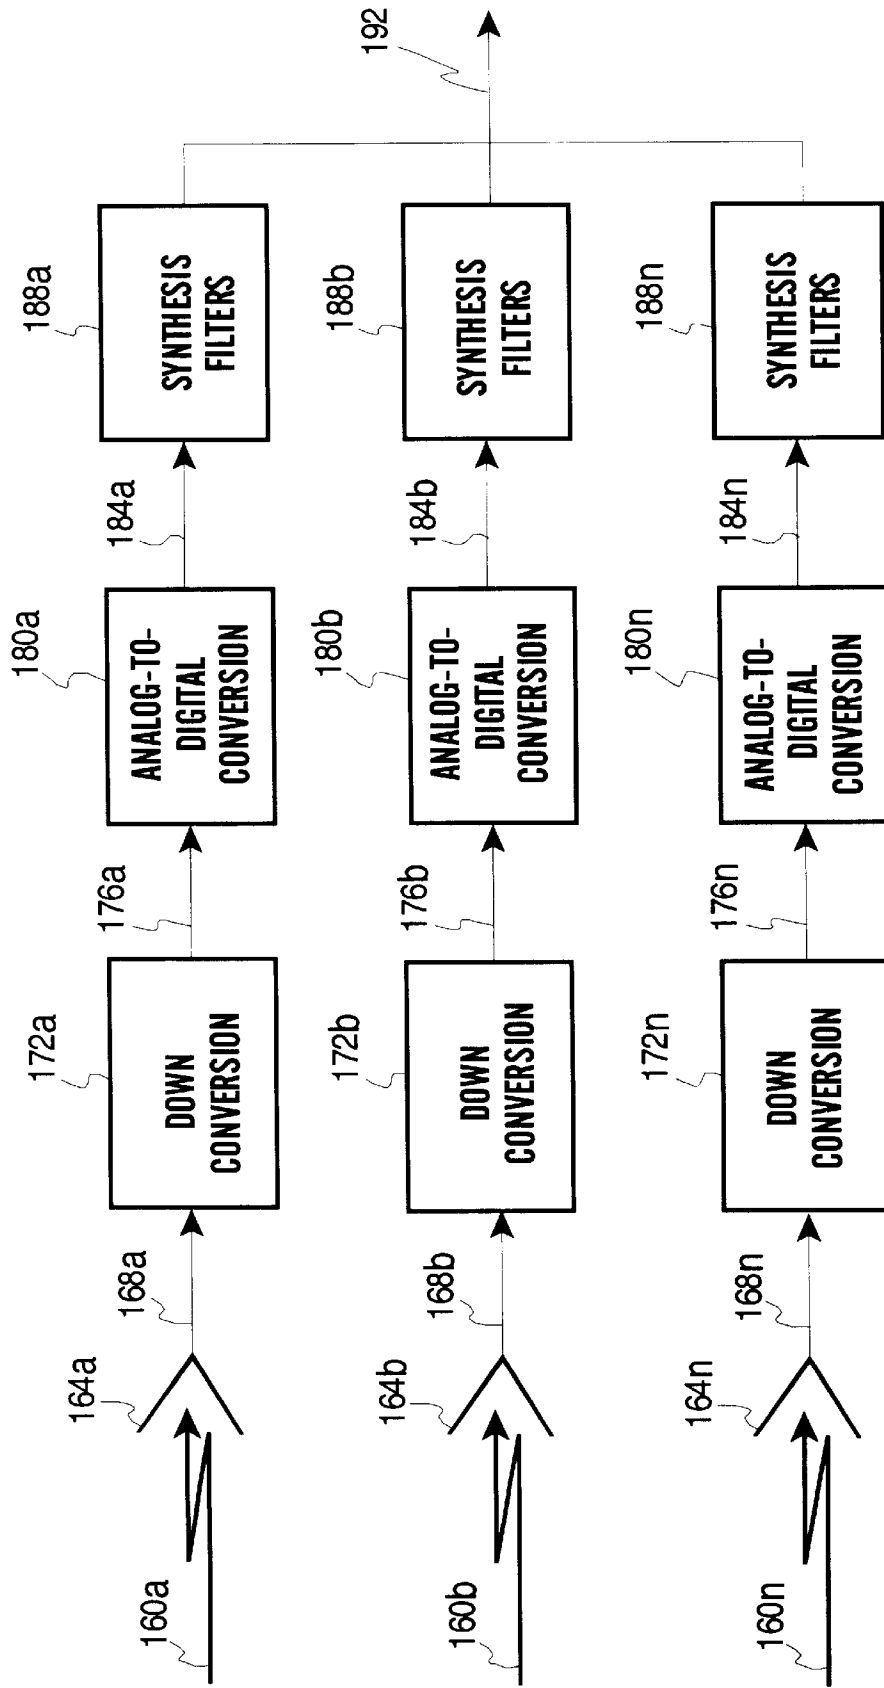 160a
164a
168a
172a
DOWN
CONVERSION
176a
180a
ANALOG-TO-
DIGITAL
CONVERSION
184a
188a
SYNTHESIS
FILTERS
192
160b
164b
168b
172b
DOWN
CONVERSION
176b
180b
ANALOG-TO-
DIGITAL
CONVERSION
184b
188b
SYNTHESIS
FILTERS
160n
164n
168n
172n
DOWN
CONVERSION
176n
180n
ANALOG-TO-
DIGITAL
CONVERSION
184n
188n
SYNTHESIS
FILTERS